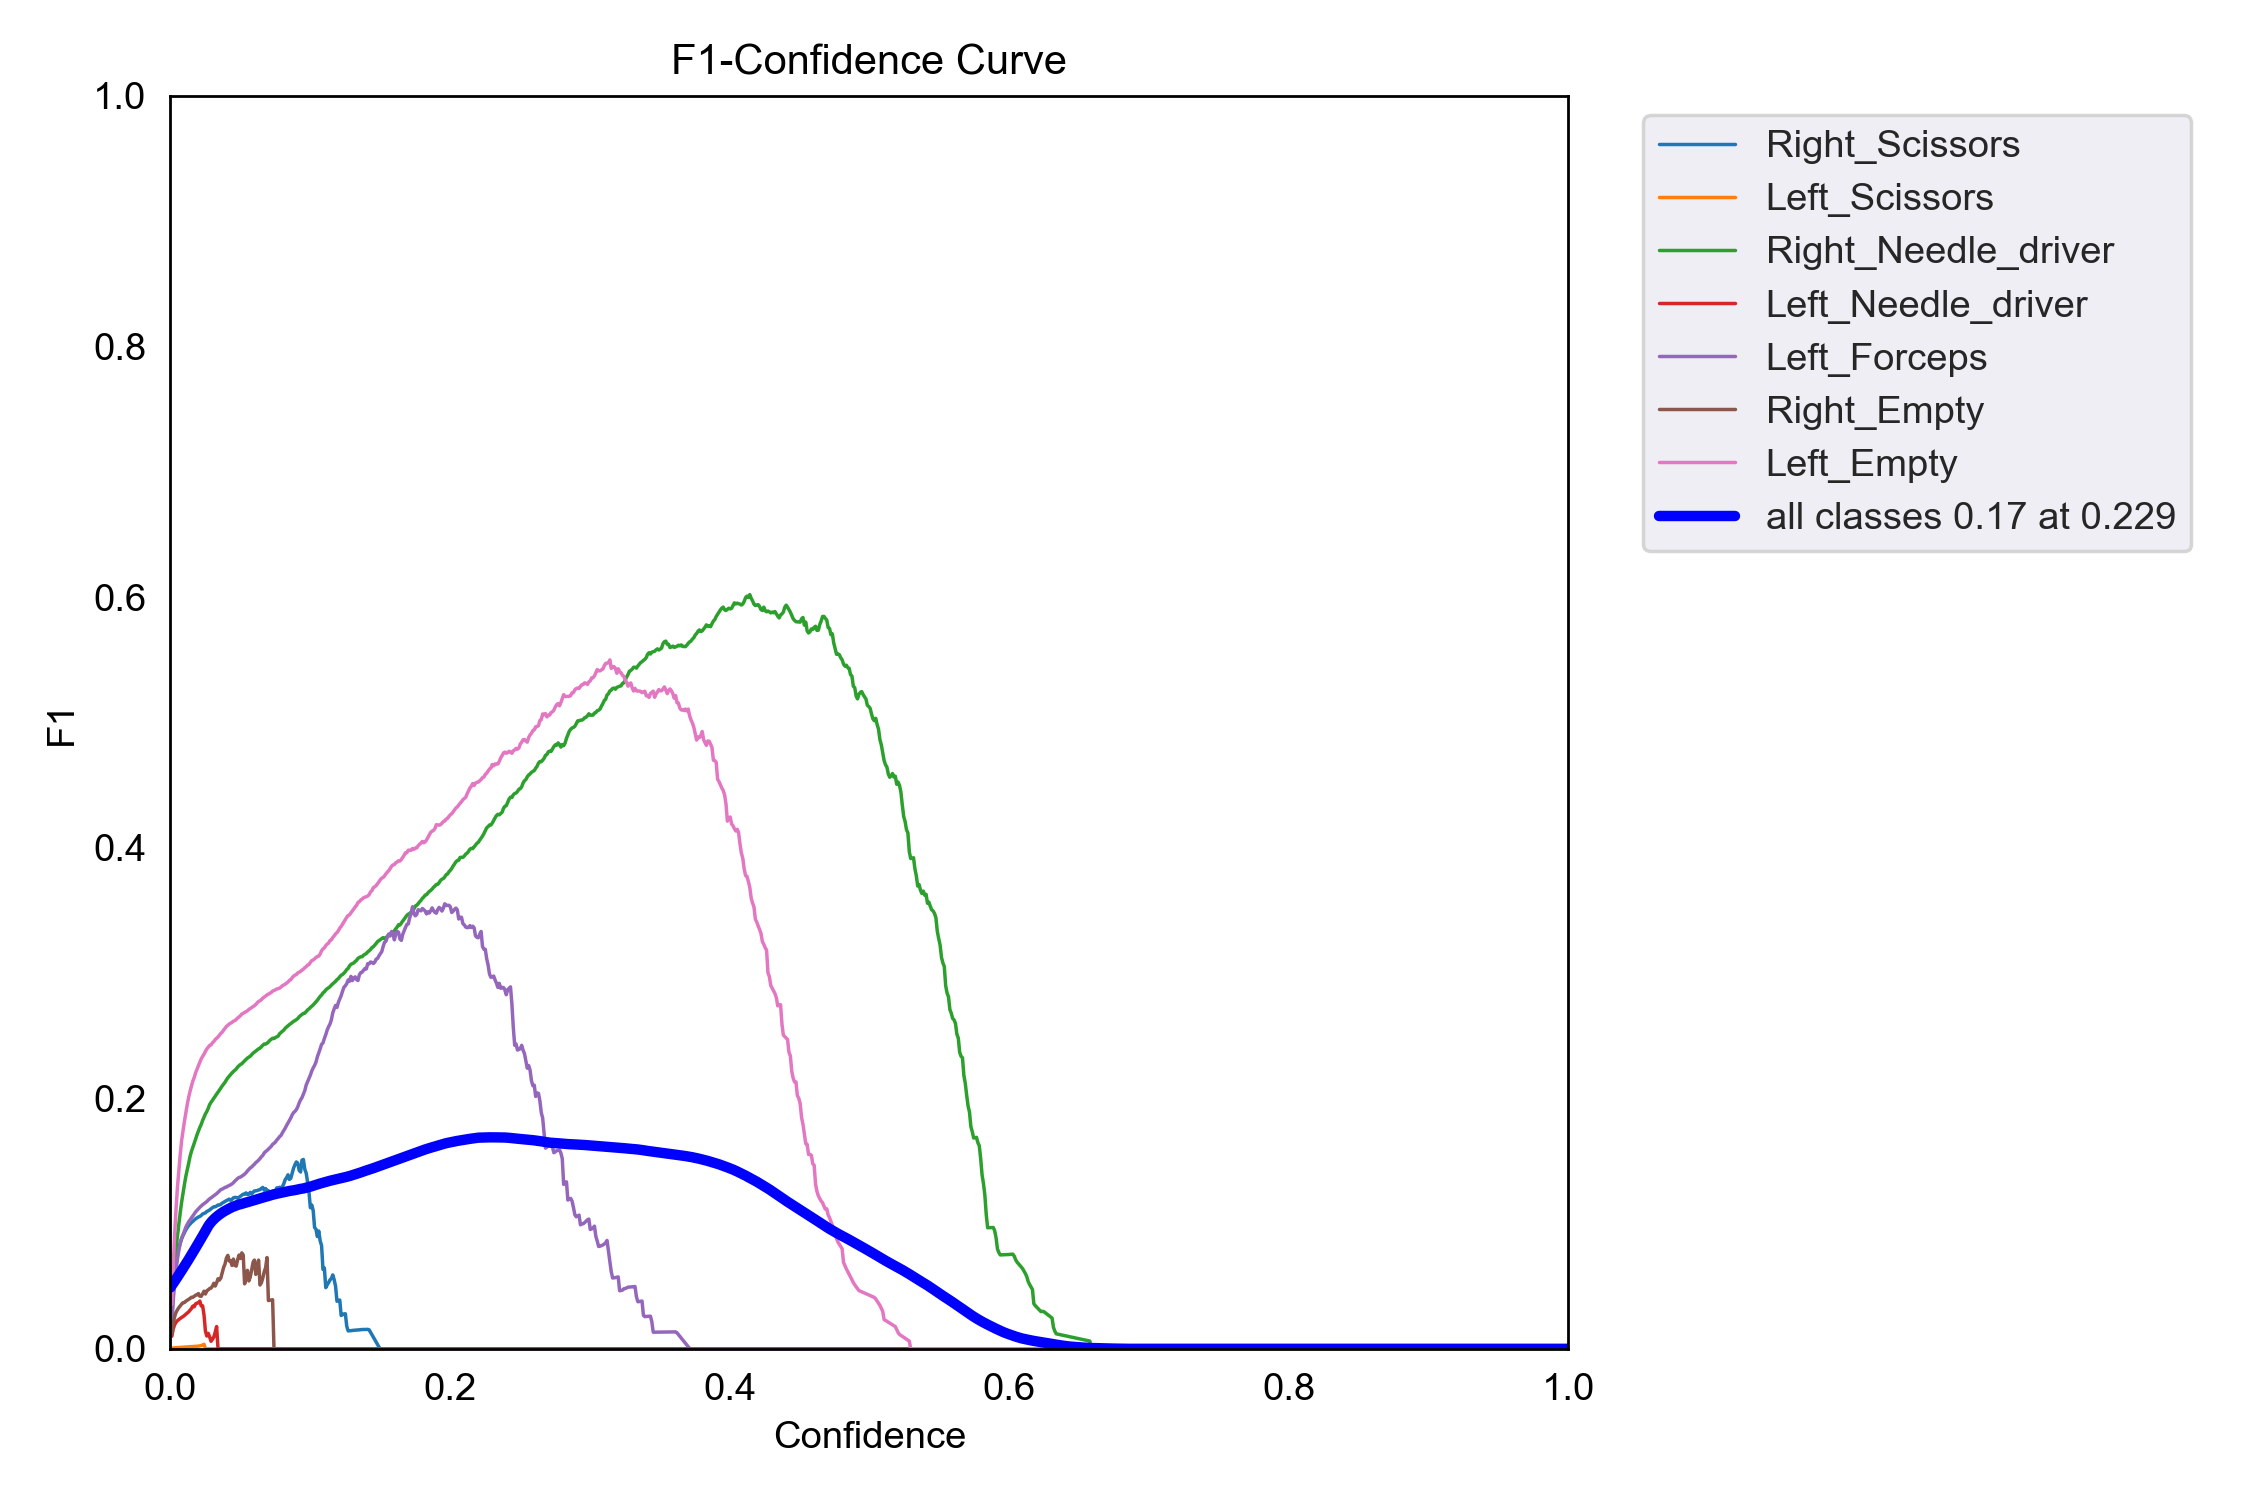 F1-Confidence Curve
1.0
0.8
0.6
0.4
0.2
0.0
F1
0.0 0.2 0.4 0.6 0.8 1.0
Confidence
Right_Scissors
Left_Scissors
Right_Needle_driver
Left_Needle_driver
Left_Forceps
Right_Empty
Left_Empty
all classes 0.17 at 0.229